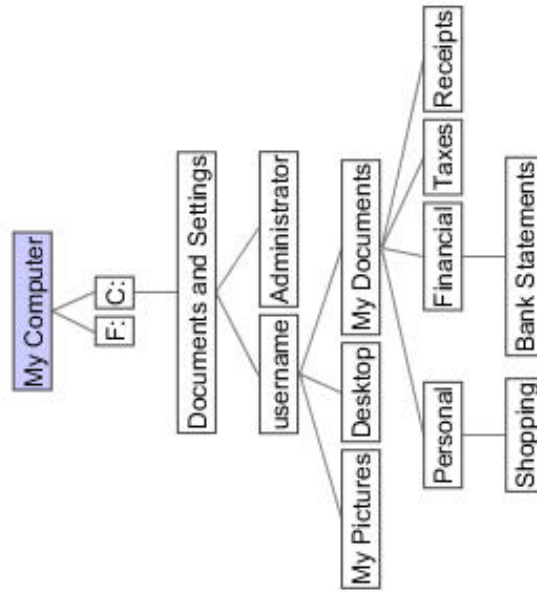 My Computer
F:
C:
Documents and Settings
username
Administrator
My Pictures
Desktop
My Documents
Personal
Financial
Taxes
Receipts
Shopping
Bank Statements